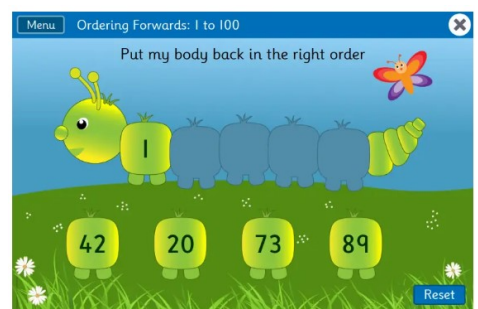 Menu Ordering Forwards: 1 to 100
Put my body back in the right order
1
42 20 73 89
Reset